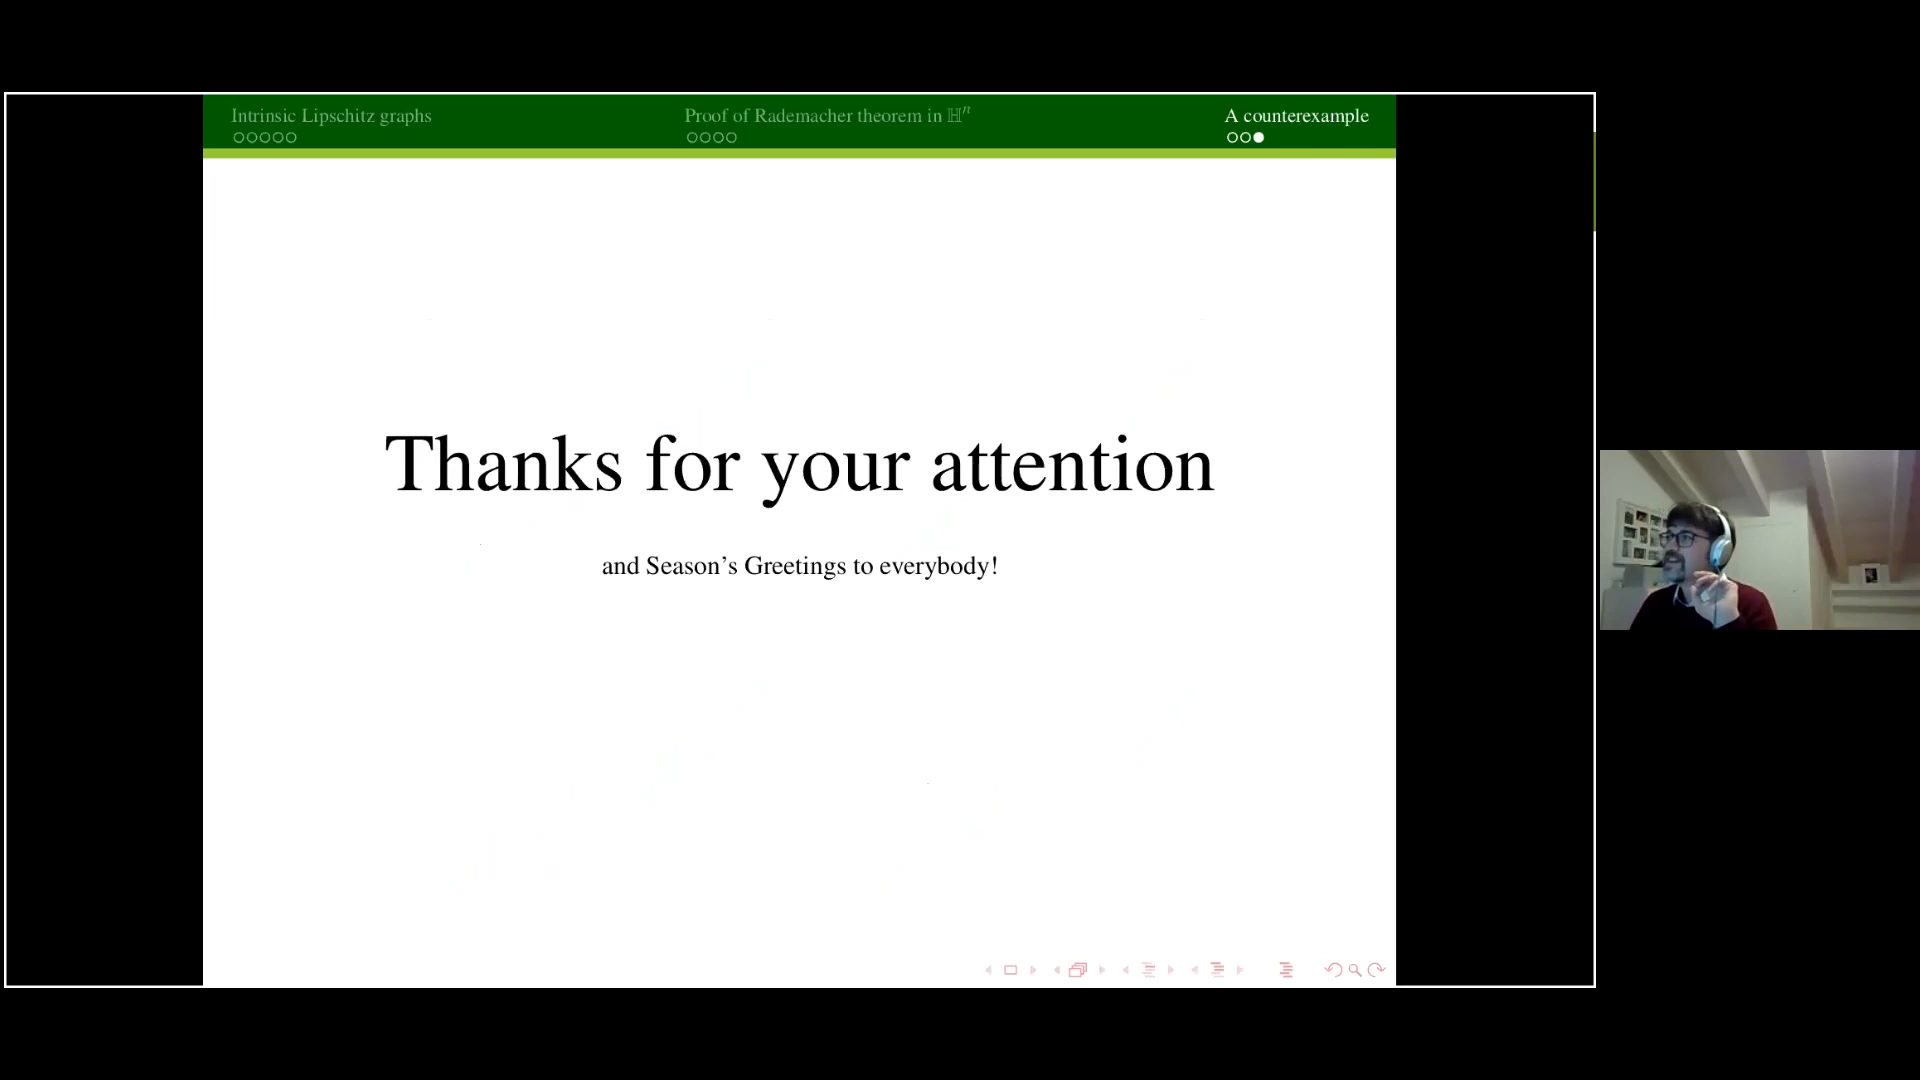 Intrinsic Lipschitz graphs
Proof of Rademacher theorem in ℍⁿ
A counterexample
Thanks for your attention
and Season's Greetings to everybody!